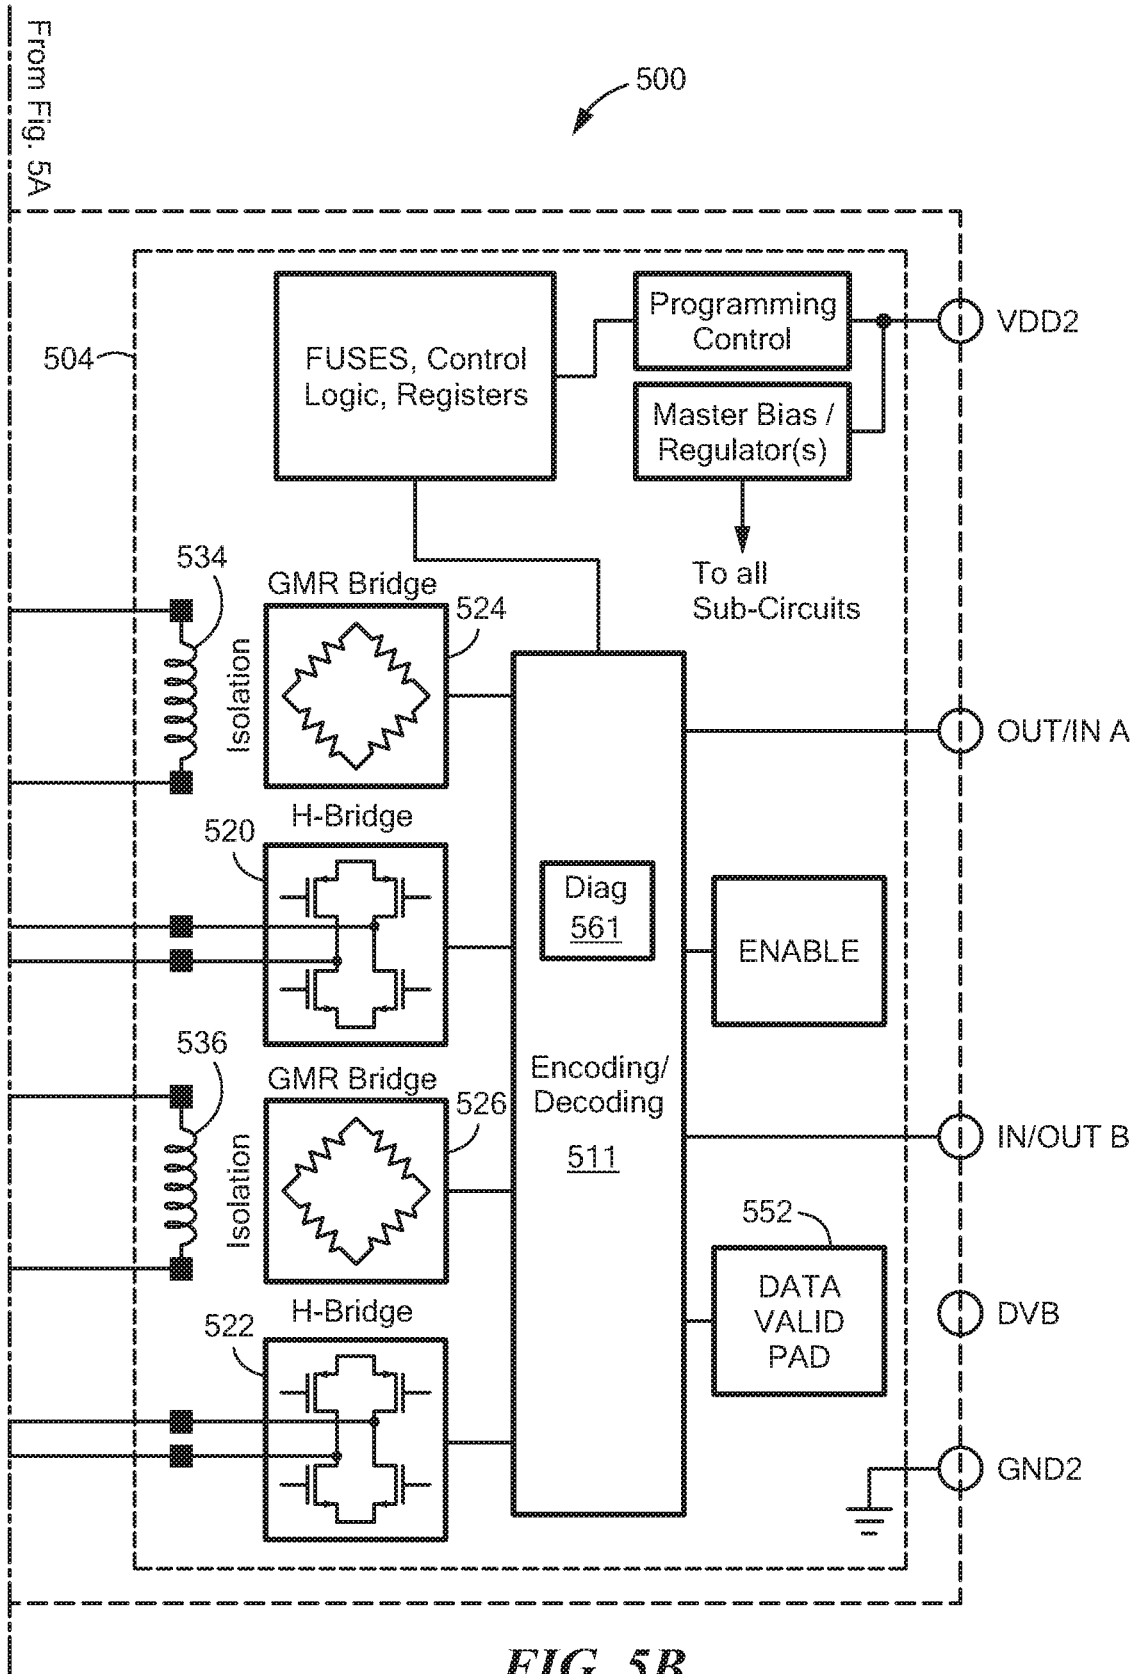 From Fig. 5A
500
504
FUSES, Control
Logic, Registers
Programming
Control
VDD2
Master Bias /
Regulator(s)
To all
Sub-Circuits
534
Isolation
GMR Bridge
524
OUT/IN A
H-Bridge
520
Diag
561
ENABLE
536
Isolation
GMR Bridge
526
Encoding/
Decoding
511
IN/OUT B
552
DATA
VALID
PAD
DVB
H-Bridge
522
GND2
FIG. 5B